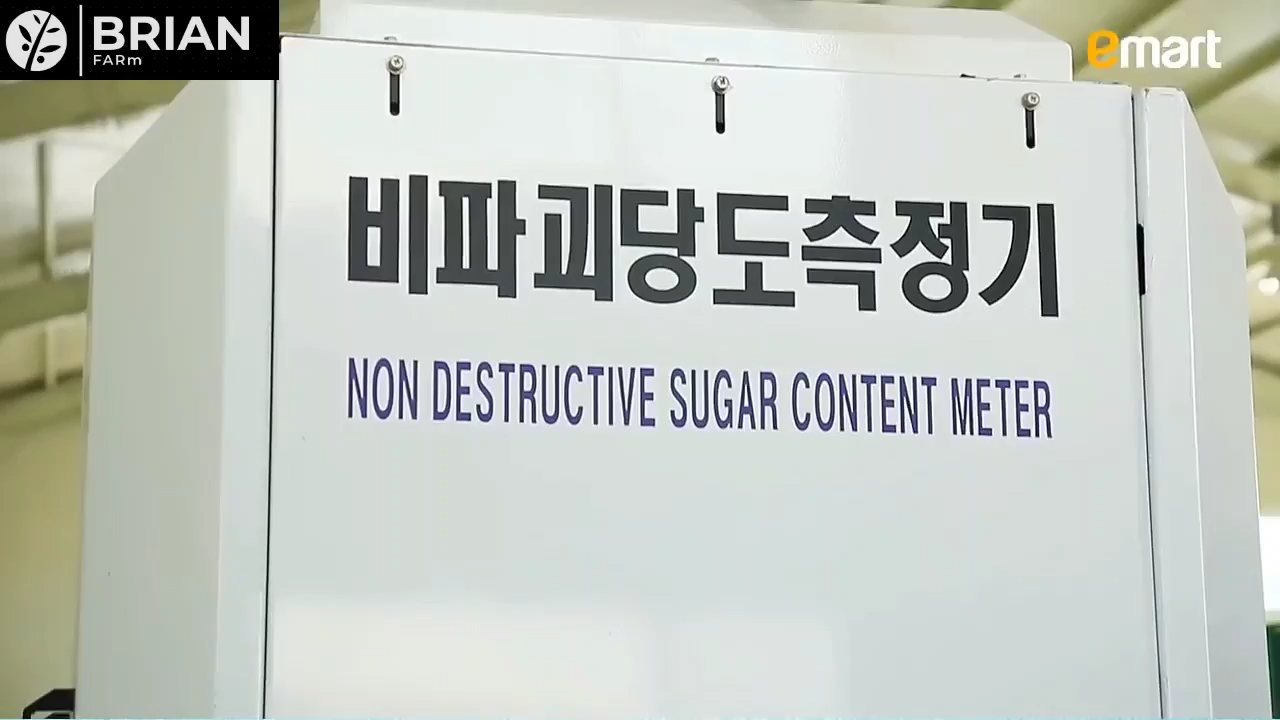 BRIAN
FARm
emart
비파괴당도측정기
NON DESTRUCTIVE SUGAR CONTENT METER